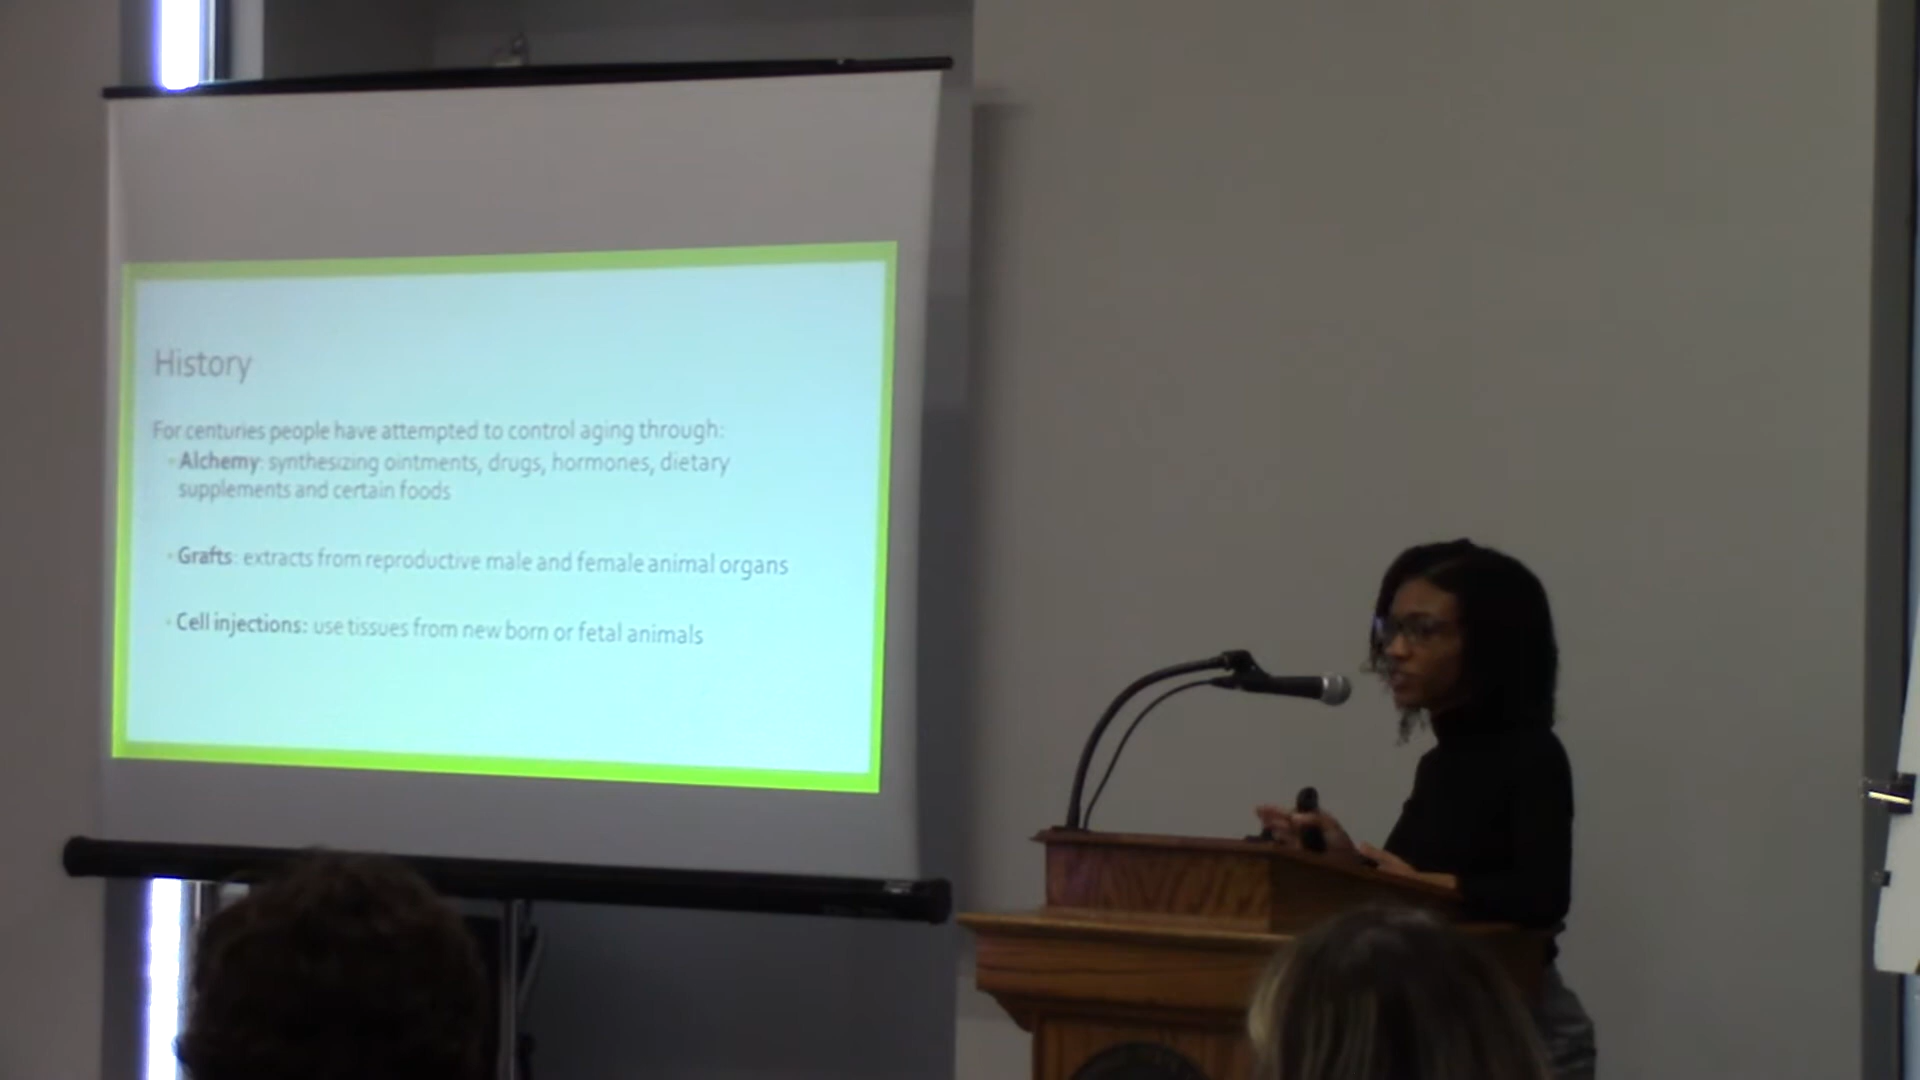 History
For centuries people have attempted to control aging through:
Alchemy: synthesizing ointments, drugs, hormones, dietary
supplements and certain foods
Grafts: extracts from reproductive male and female animal organs
Cell injections: use tissues from new born or fetal animals